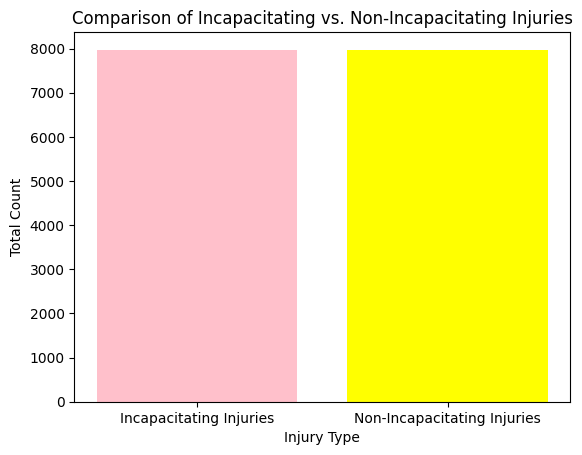 Comparison of Incapacitating vs. Non-Incapacitating Injuries
Total Count
8000
7000
6000
5000
4000
3000
2000
1000
0
Incapacitating Injuries
Non-Incapacitating Injuries
Injury Type